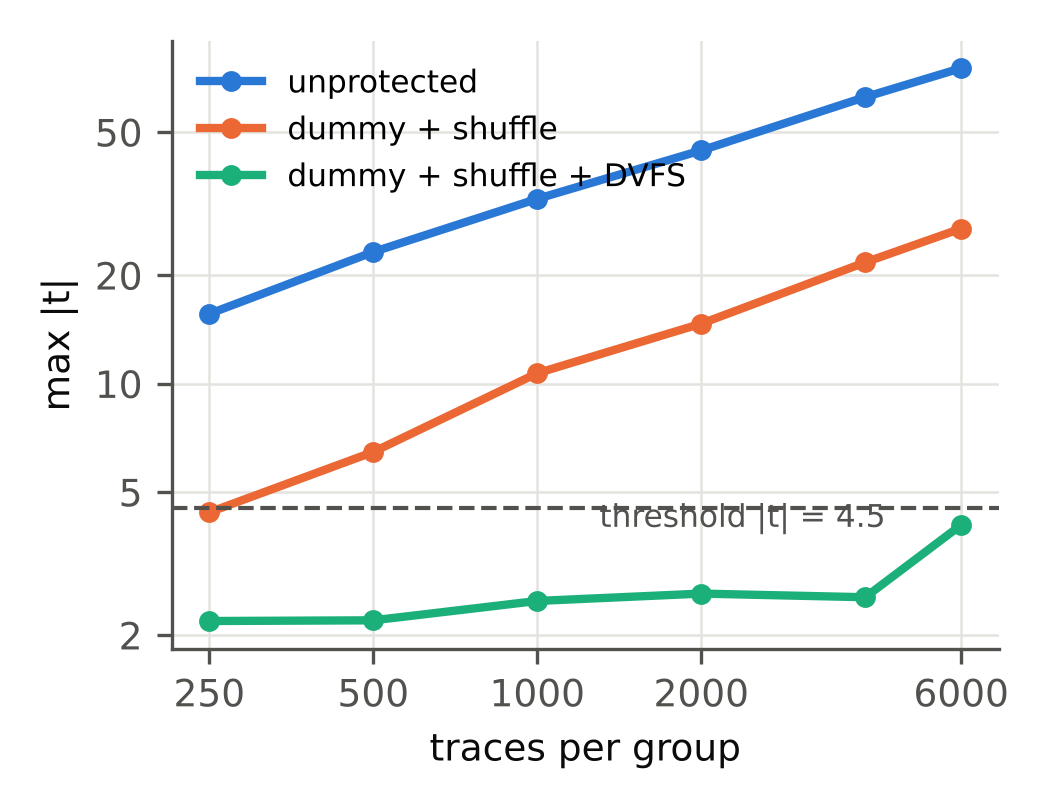 unprotected
dummy + shuffle
dummy + shuffle + DVFS
50
20
10
5
2
max |t|
threshold |t| = 4.5
250 500 1000 2000 6000
traces per group